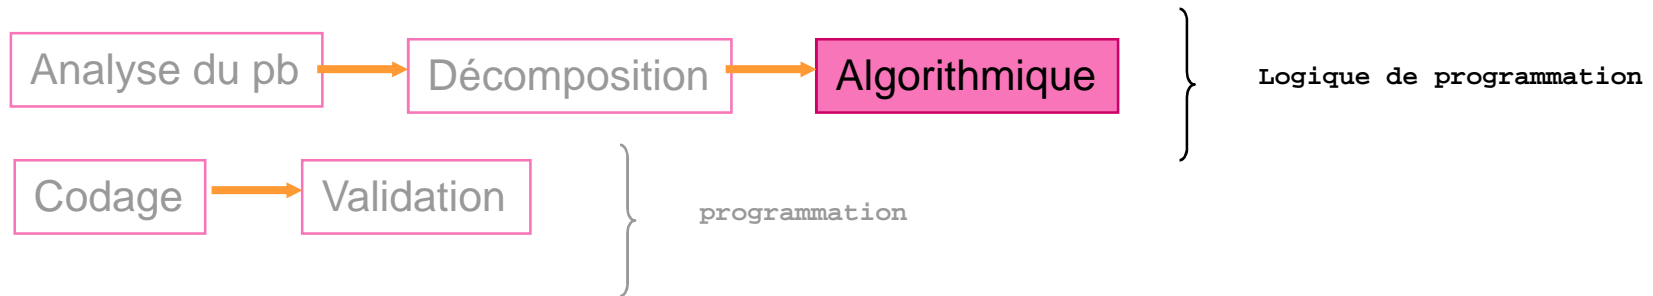 Analyse du pb Décomposition Algorithmique Logique de programmation
Codage Validation programmation